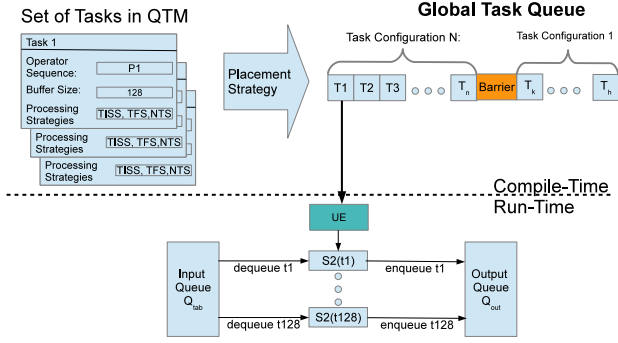 Set of Tasks in QTM
Global Task Queue
Task 1
Operator Sequence: P1
Buffer Size: 128
Processing Strategies TISS, TFS,NTS
Processing Strategies TISS, TFS,NTS
Processing Strategies TISS, TFS,NTS
Placement Strategy
Task Configuration N:
Task Configuration 1
T1 T2 T3 Tn Barrier Tk Th
Compile-Time
Run-Time
UE
Input Queue Qtab
dequeue t1
S2(t1)
enqueue t1
dequeue t128
S2(t128)
enqueue t128
Output Queue Qout